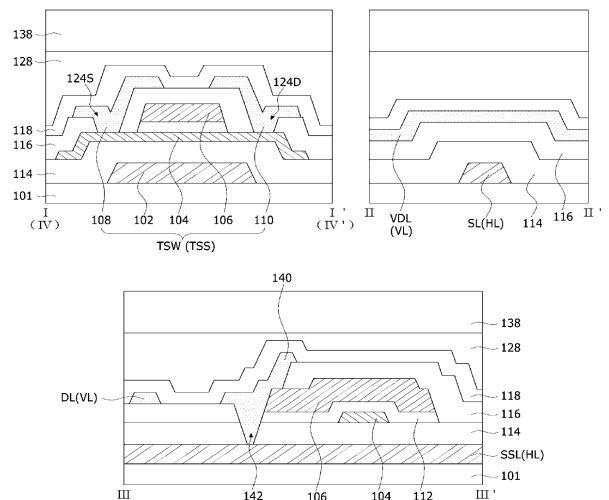 138
128
124S
124D
118
116
114
101
I
(IV)
108
102
104
106
110
I'
(IV')
TSW (TSS)
II
VDL
(VL)
SL(HL)
114
116
II'
140
138
128
DL(VL)
118
116
114
SSL(HL)
101
III
142
106
104
112
III'